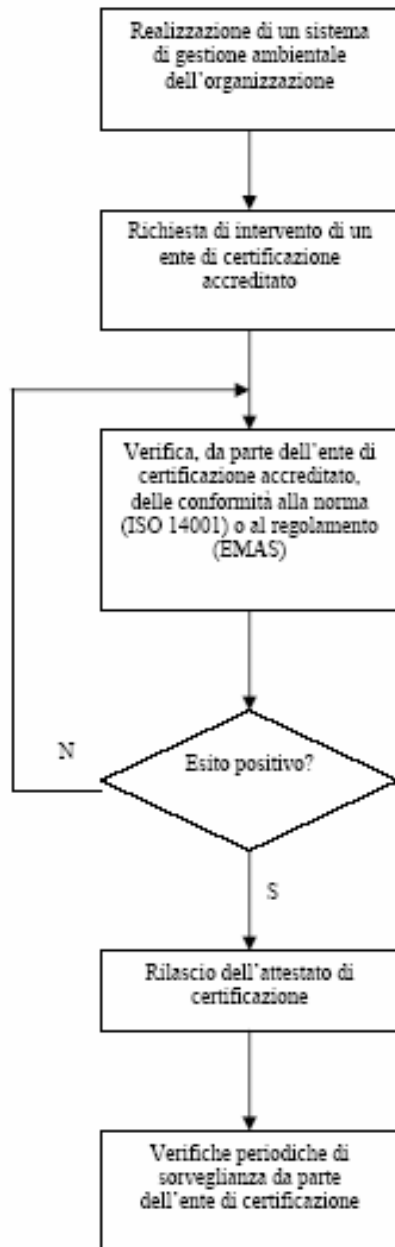 Realizzazione di un sistema
di gestione ambientale
dell'organizzazione
Richiesta di intervento di un
ente di certificazione
accreditato
Verifica, da parte dell'ente di
certificazione accreditato,
delle conformità alla norma
(ISO 14001) o al regolamento
(EMAS)
N
Esito positivo?
S
Rilascio dell'attestato di
certificazione
Verifiche periodiche di
sorveglianza da parte
dell'ente di certificazione